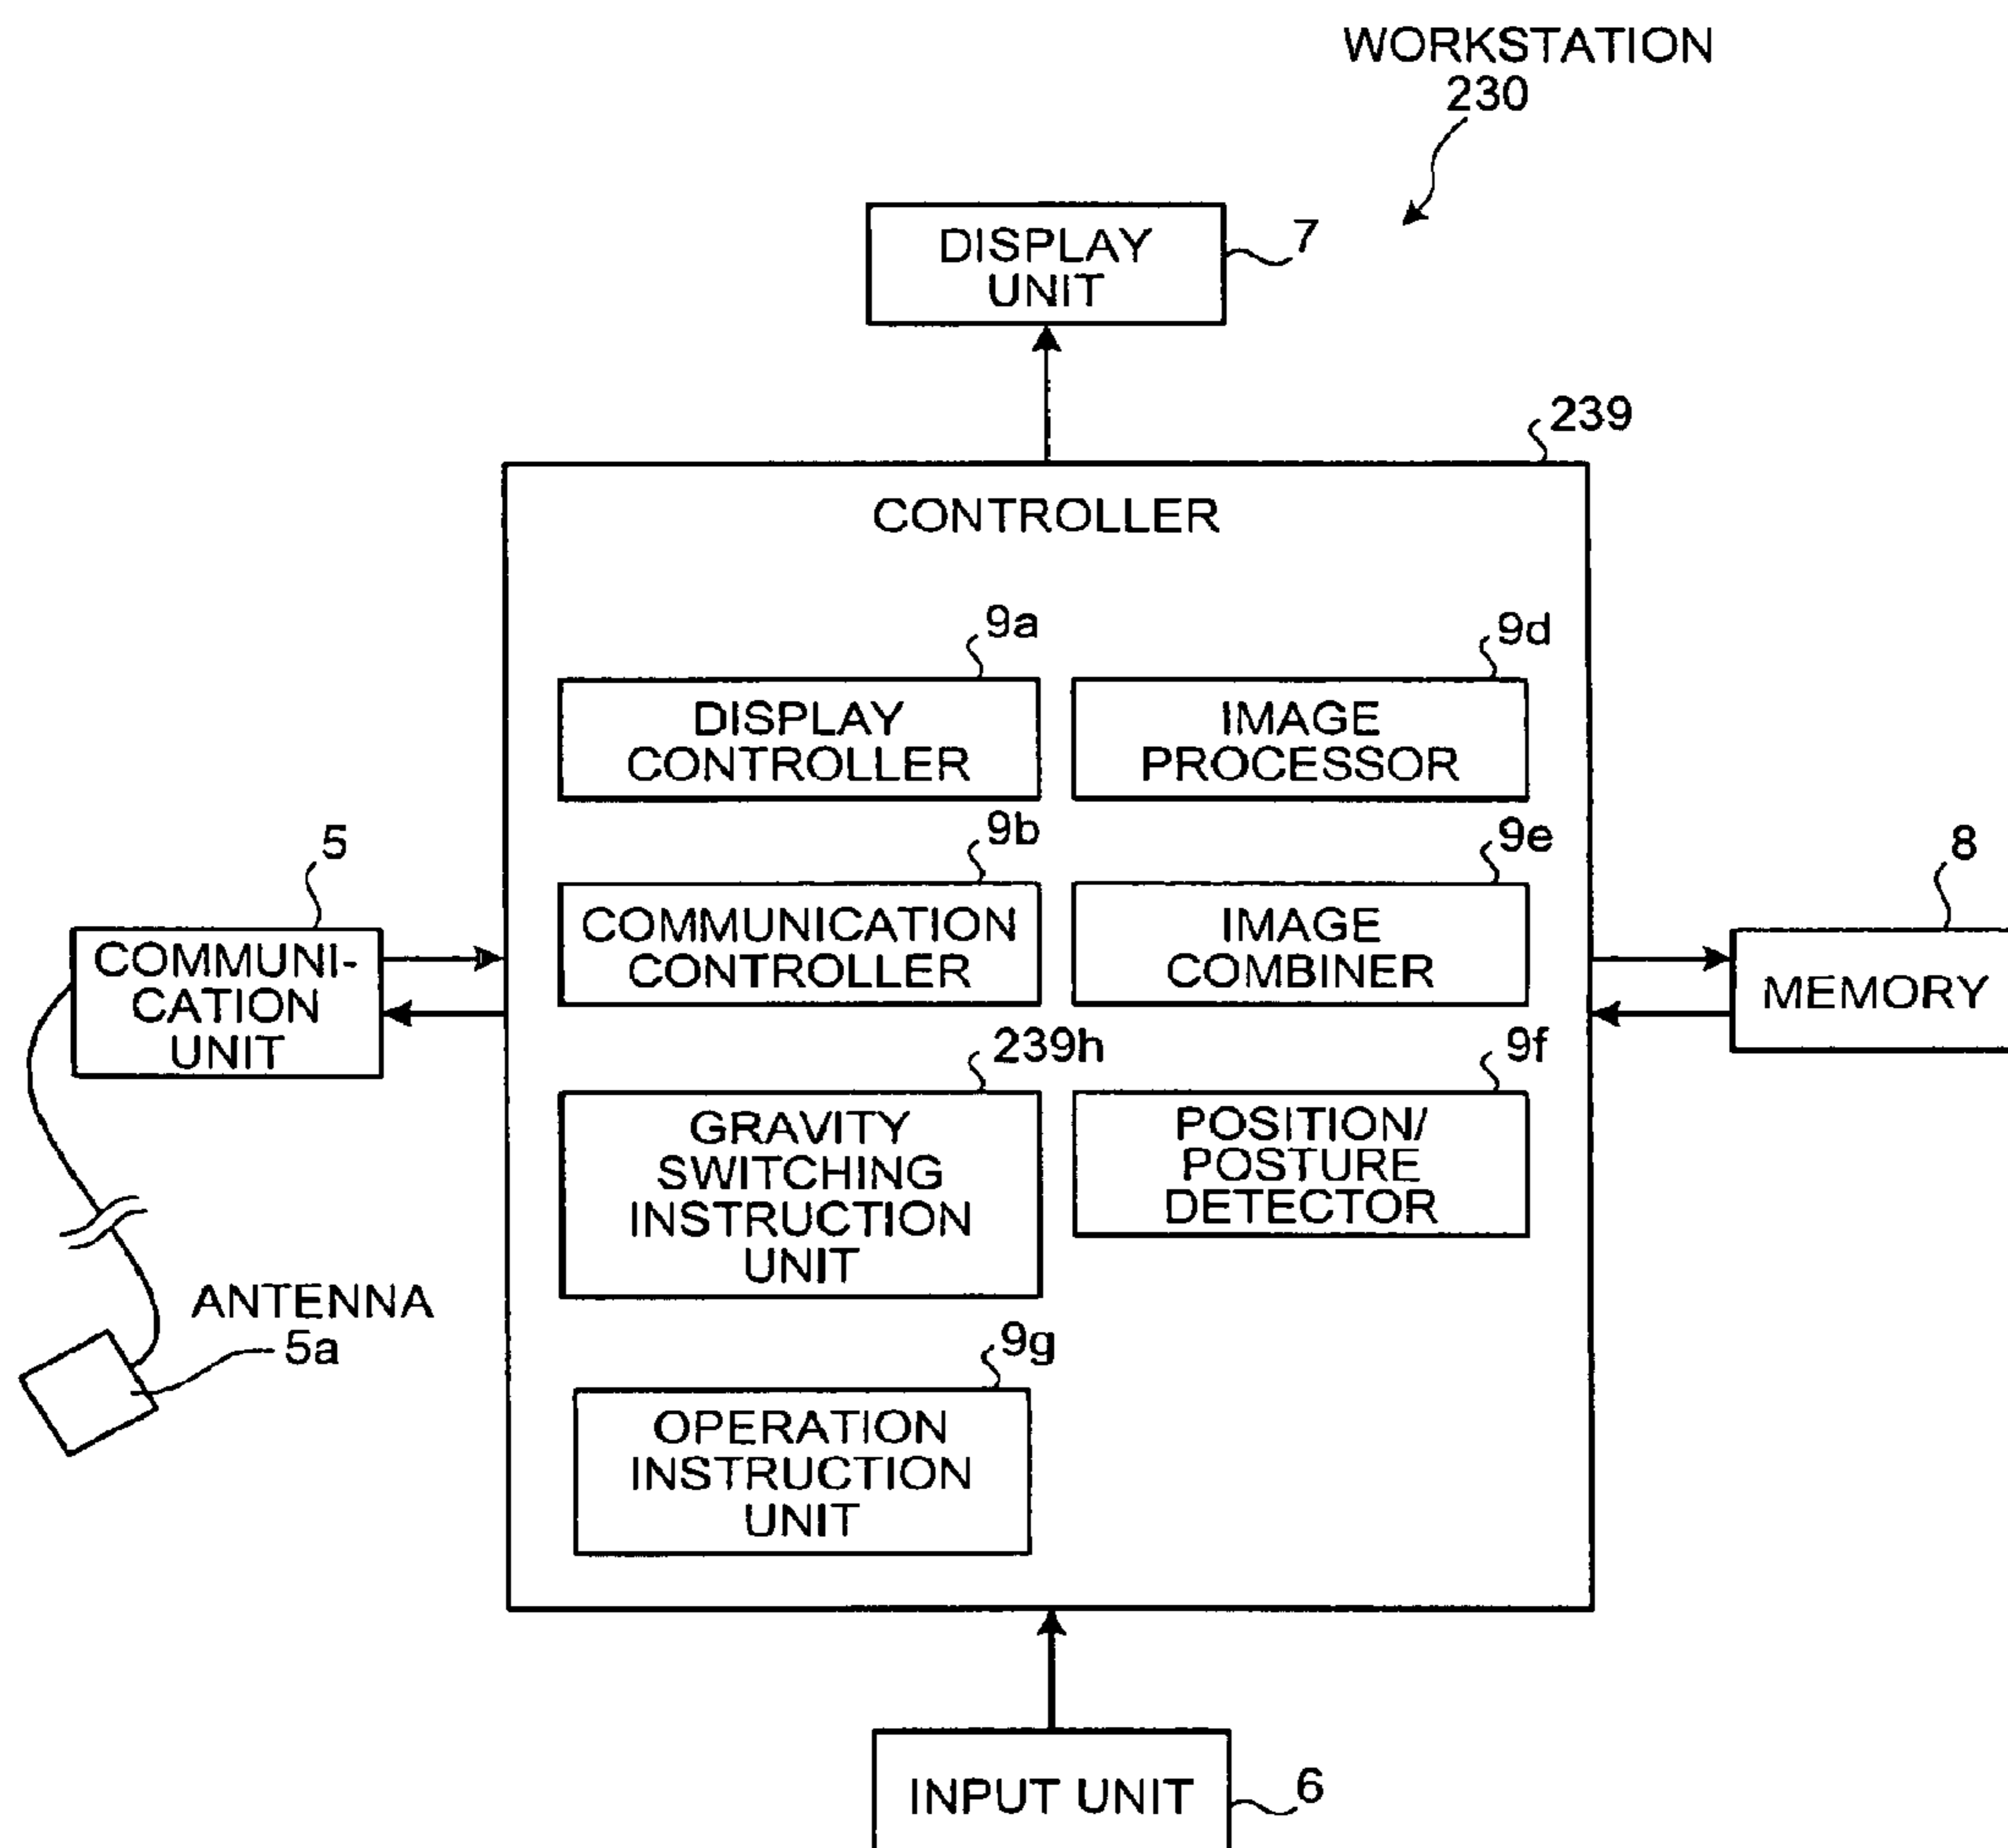 WORKSTATION
230
DISPLAY
UNIT
7
239
CONTROLLER
9a
9d
DISPLAY
CONTROLLER
IMAGE
PROCESSOR
5
9b
9e
8
COMMUNI-
CATION
UNIT
COMMUNICATION
CONTROLLER
IMAGE
COMBINER
MEMORY
239h
9f
GRAVITY
SWITCHING
INSTRUCTION
UNIT
POSITION/
POSTURE
DETECTOR
ANTENNA
5a
9g
OPERATION
INSTRUCTION
UNIT
INPUT UNIT
6